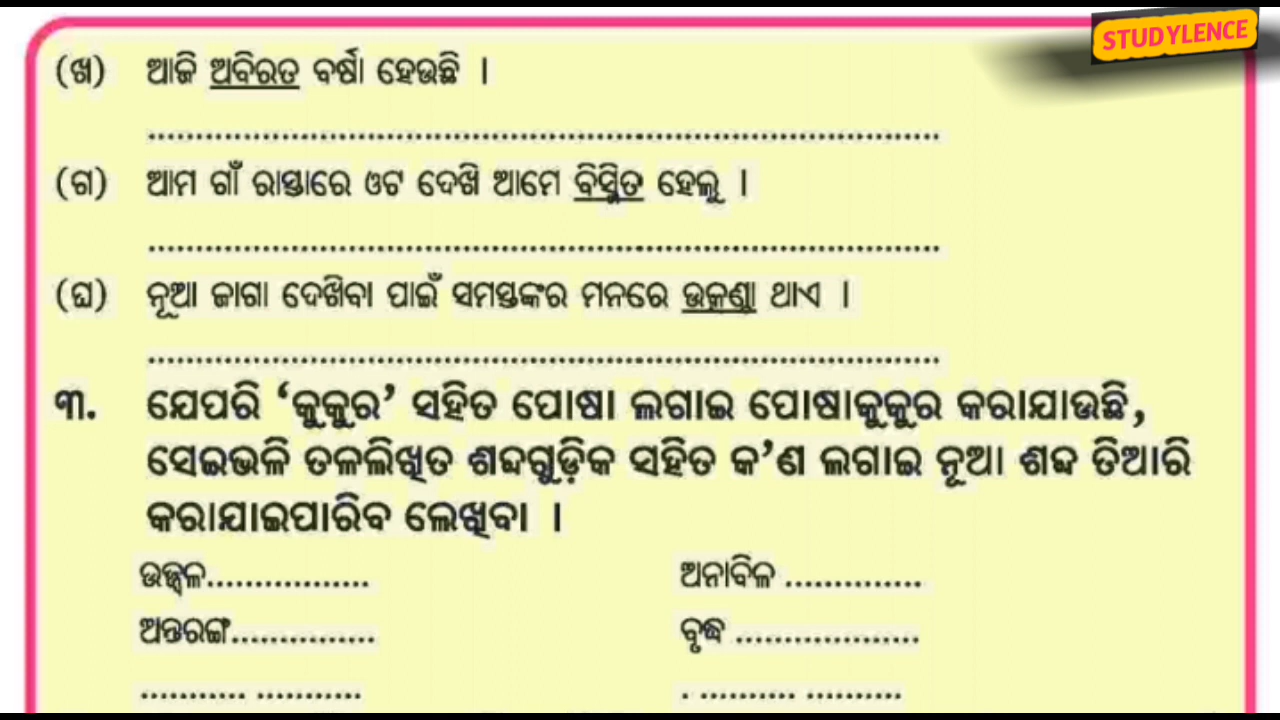 STUDYLENCE
(ଖ) ଆଜି ଅବିରତ ବର୍ଷା ହେଉଛି ।
................................................................................
(ଗ) ଆମ ଗାଁ ରାସ୍ତାରେ ଓଟ ଦେଖି ଆମେ ବିସ୍ମିତ ହେଲୁ ।
................................................................................
(ଘ) ନୂଆ ଜାଗା ଦେଖିବା ପାଇଁ ସମସ୍ତଙ୍କର ମନରେ ଉତ୍କଣ୍ଠା ଥାଏ ।
................................................................................
୩. ଯେପରି ‘କୁକୁର’ ସହିତ ପୋଷା ଲଗାଇ ପୋଷାକୁକୁର କରାଯାଉଛି,
ସେଇଭଳି ତଳଲିଖିତ ଶବ୍ଦଗୁଡ଼ିକ ସହିତ କ’ଣ ଲଗାଇ ନୂଆ ଶବ୍ଦ ତିଆରି
କରାଯାଇପାରିବ ଲେଖିବା ।
ଉଜ୍ଜ୍ୱଳ................. ଅନାବିଳ ..............
ଅନ୍ତରଙ୍ଗ............... ବୃଦ୍ଧ ...................
........... ........... . .......... ..........